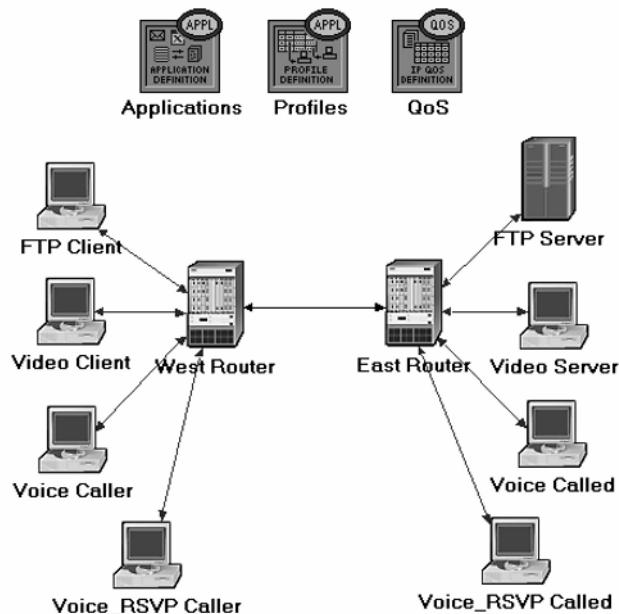 APPL
APPLICATION
DEFINITION
Applications
APPL
PROFILE
DEFINITION
Profiles
QOS
IP QOS
DEFINITION
QoS
FTP Client
FTP Server
Video Client
West Router
East Router
Video Server
Voice Caller
Voice Called
Voice_RSVP Caller
Voice_RSVP Called